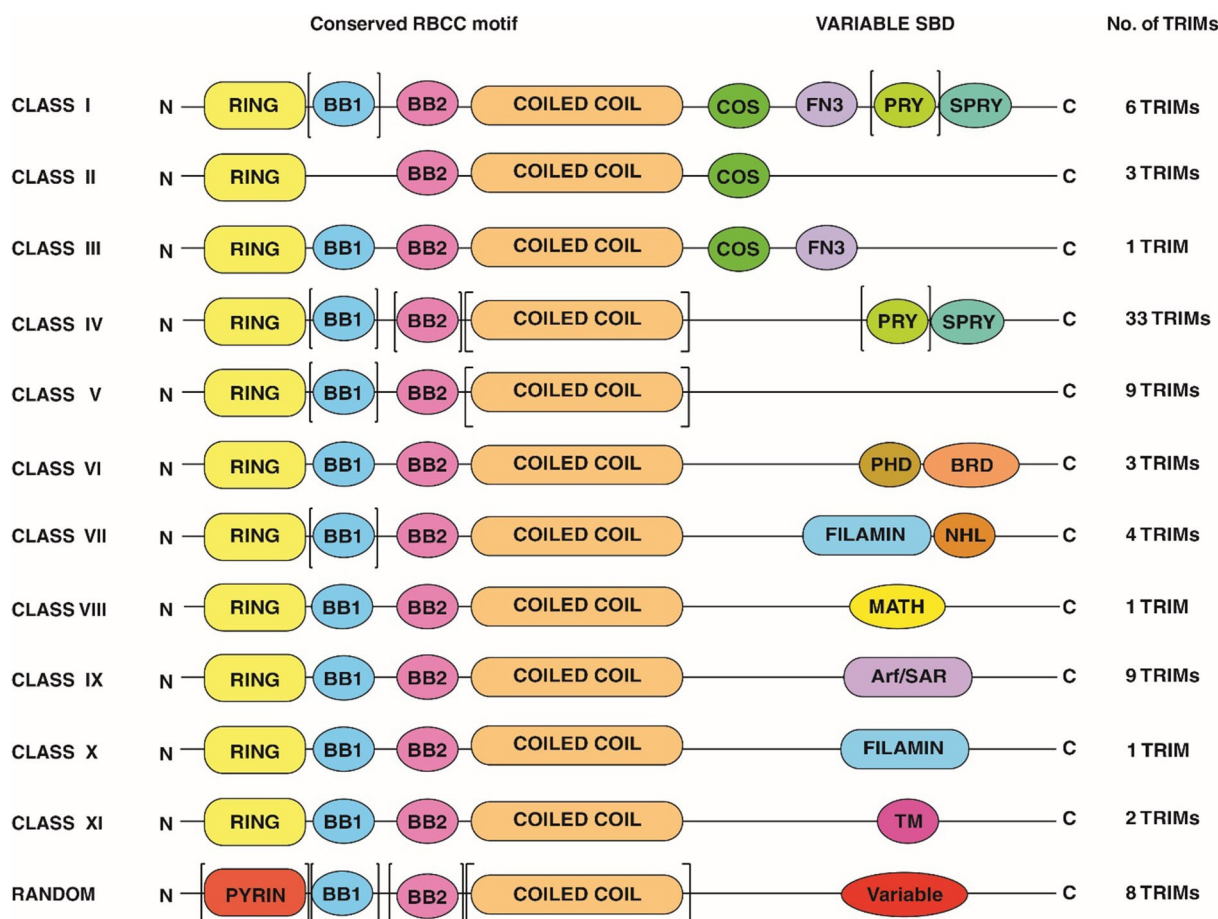 Conserved RBCC motif VARIABLE SBD No. of TRIMs
CLASS I N RING BB1 BB2 COILED COIL COS FN3 PRY SPRY C 6 TRIMs
CLASS II N RING BB2 COILED COIL COS C 3 TRIMs
CLASS III N RING BB1 BB2 COILED COIL COS FN3 C 1 TRIM
CLASS IV N RING BB1 BB2 COILED COIL PRY SPRY C 33 TRIMs
CLASS V N RING BB1 BB2 COILED COIL C 9 TRIMs
CLASS VI N RING BB1 BB2 COILED COIL PHD BRD C 3 TRIMs
CLASS VII N RING BB1 BB2 COILED COIL FILAMIN NHL C 4 TRIMs
CLASS VIII N RING BB1 BB2 COILED COIL MATH C 1 TRIM
CLASS IX N RING BB1 BB2 COILED COIL Arf/SAR C 9 TRIMs
CLASS X N RING BB1 BB2 COILED COIL FILAMIN C 1 TRIM
CLASS XI N RING BB1 BB2 COILED COIL TM C 2 TRIMs
RANDOM N PYRIN BB1 BB2 COILED COIL Variable C 8 TRIMs